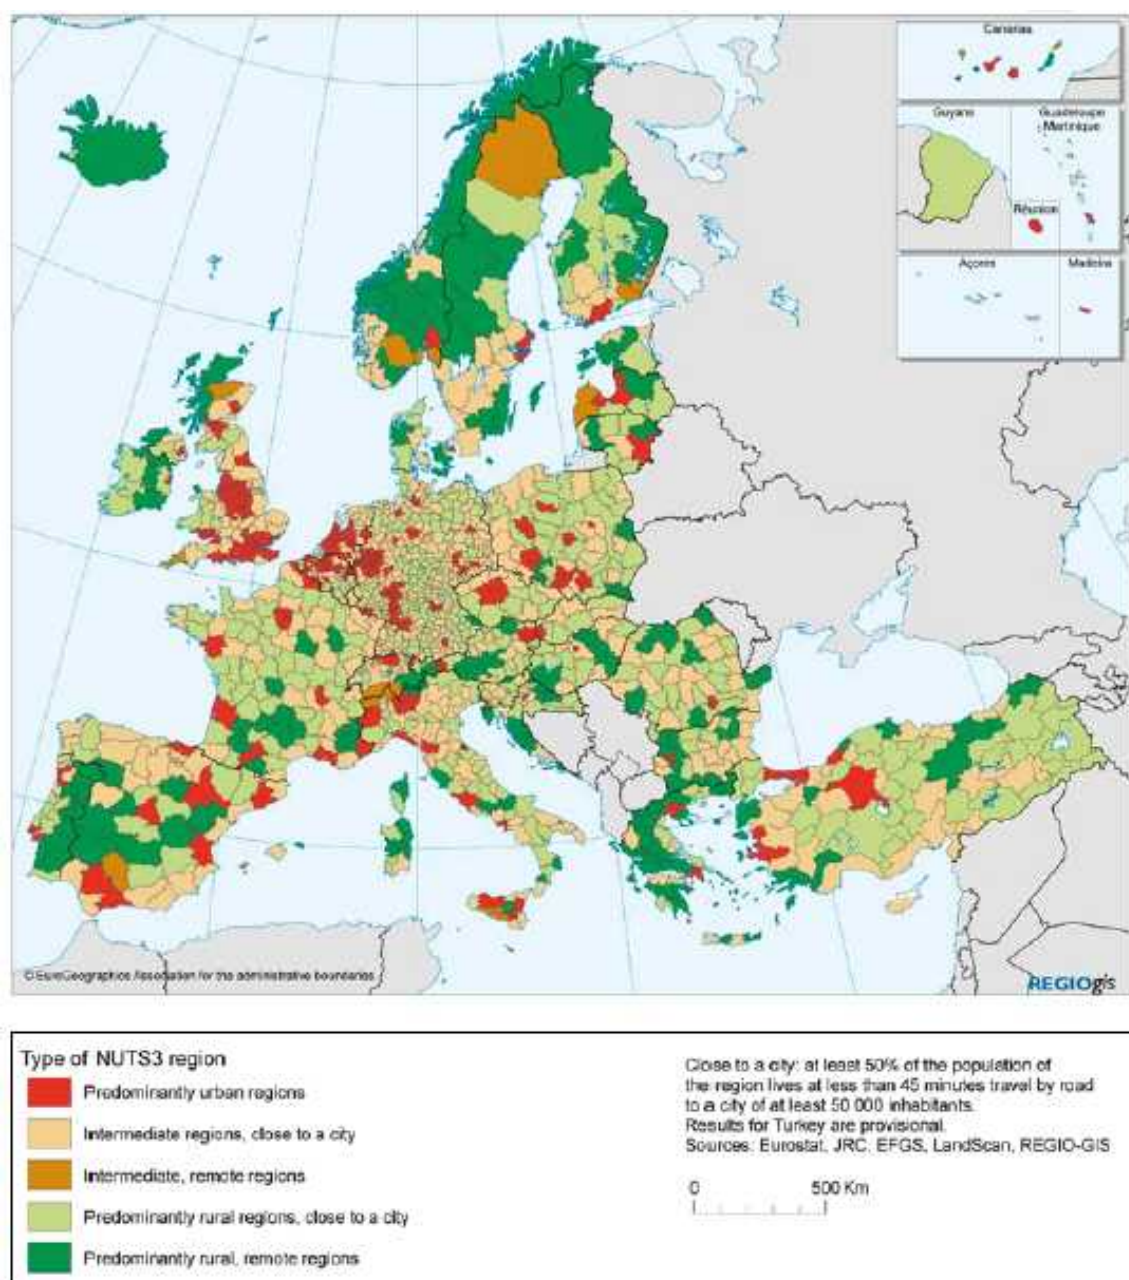 Canarias
Guyane
Guadeloupe
Martinique
Réunion
Açores
Madeira
© EuroGeographics Association for the administrative boundaries
REGIOgis
Type of NUTS3 region
Predominantly urban regions
Intermediate regions, close to a city
Intermediate, remote regions
Predominantly rural regions, close to a city
Predominantly rural, remote regions
Close to a city: at least 50% of the population of
the region lives at less than 45 minutes travel by road
to a city of at least 50 000 inhabitants.
Results for Turkey are provisional.
Sources: Eurostat, JRC, EFGS, LandScan, REGIO-GIS
0 500 Km